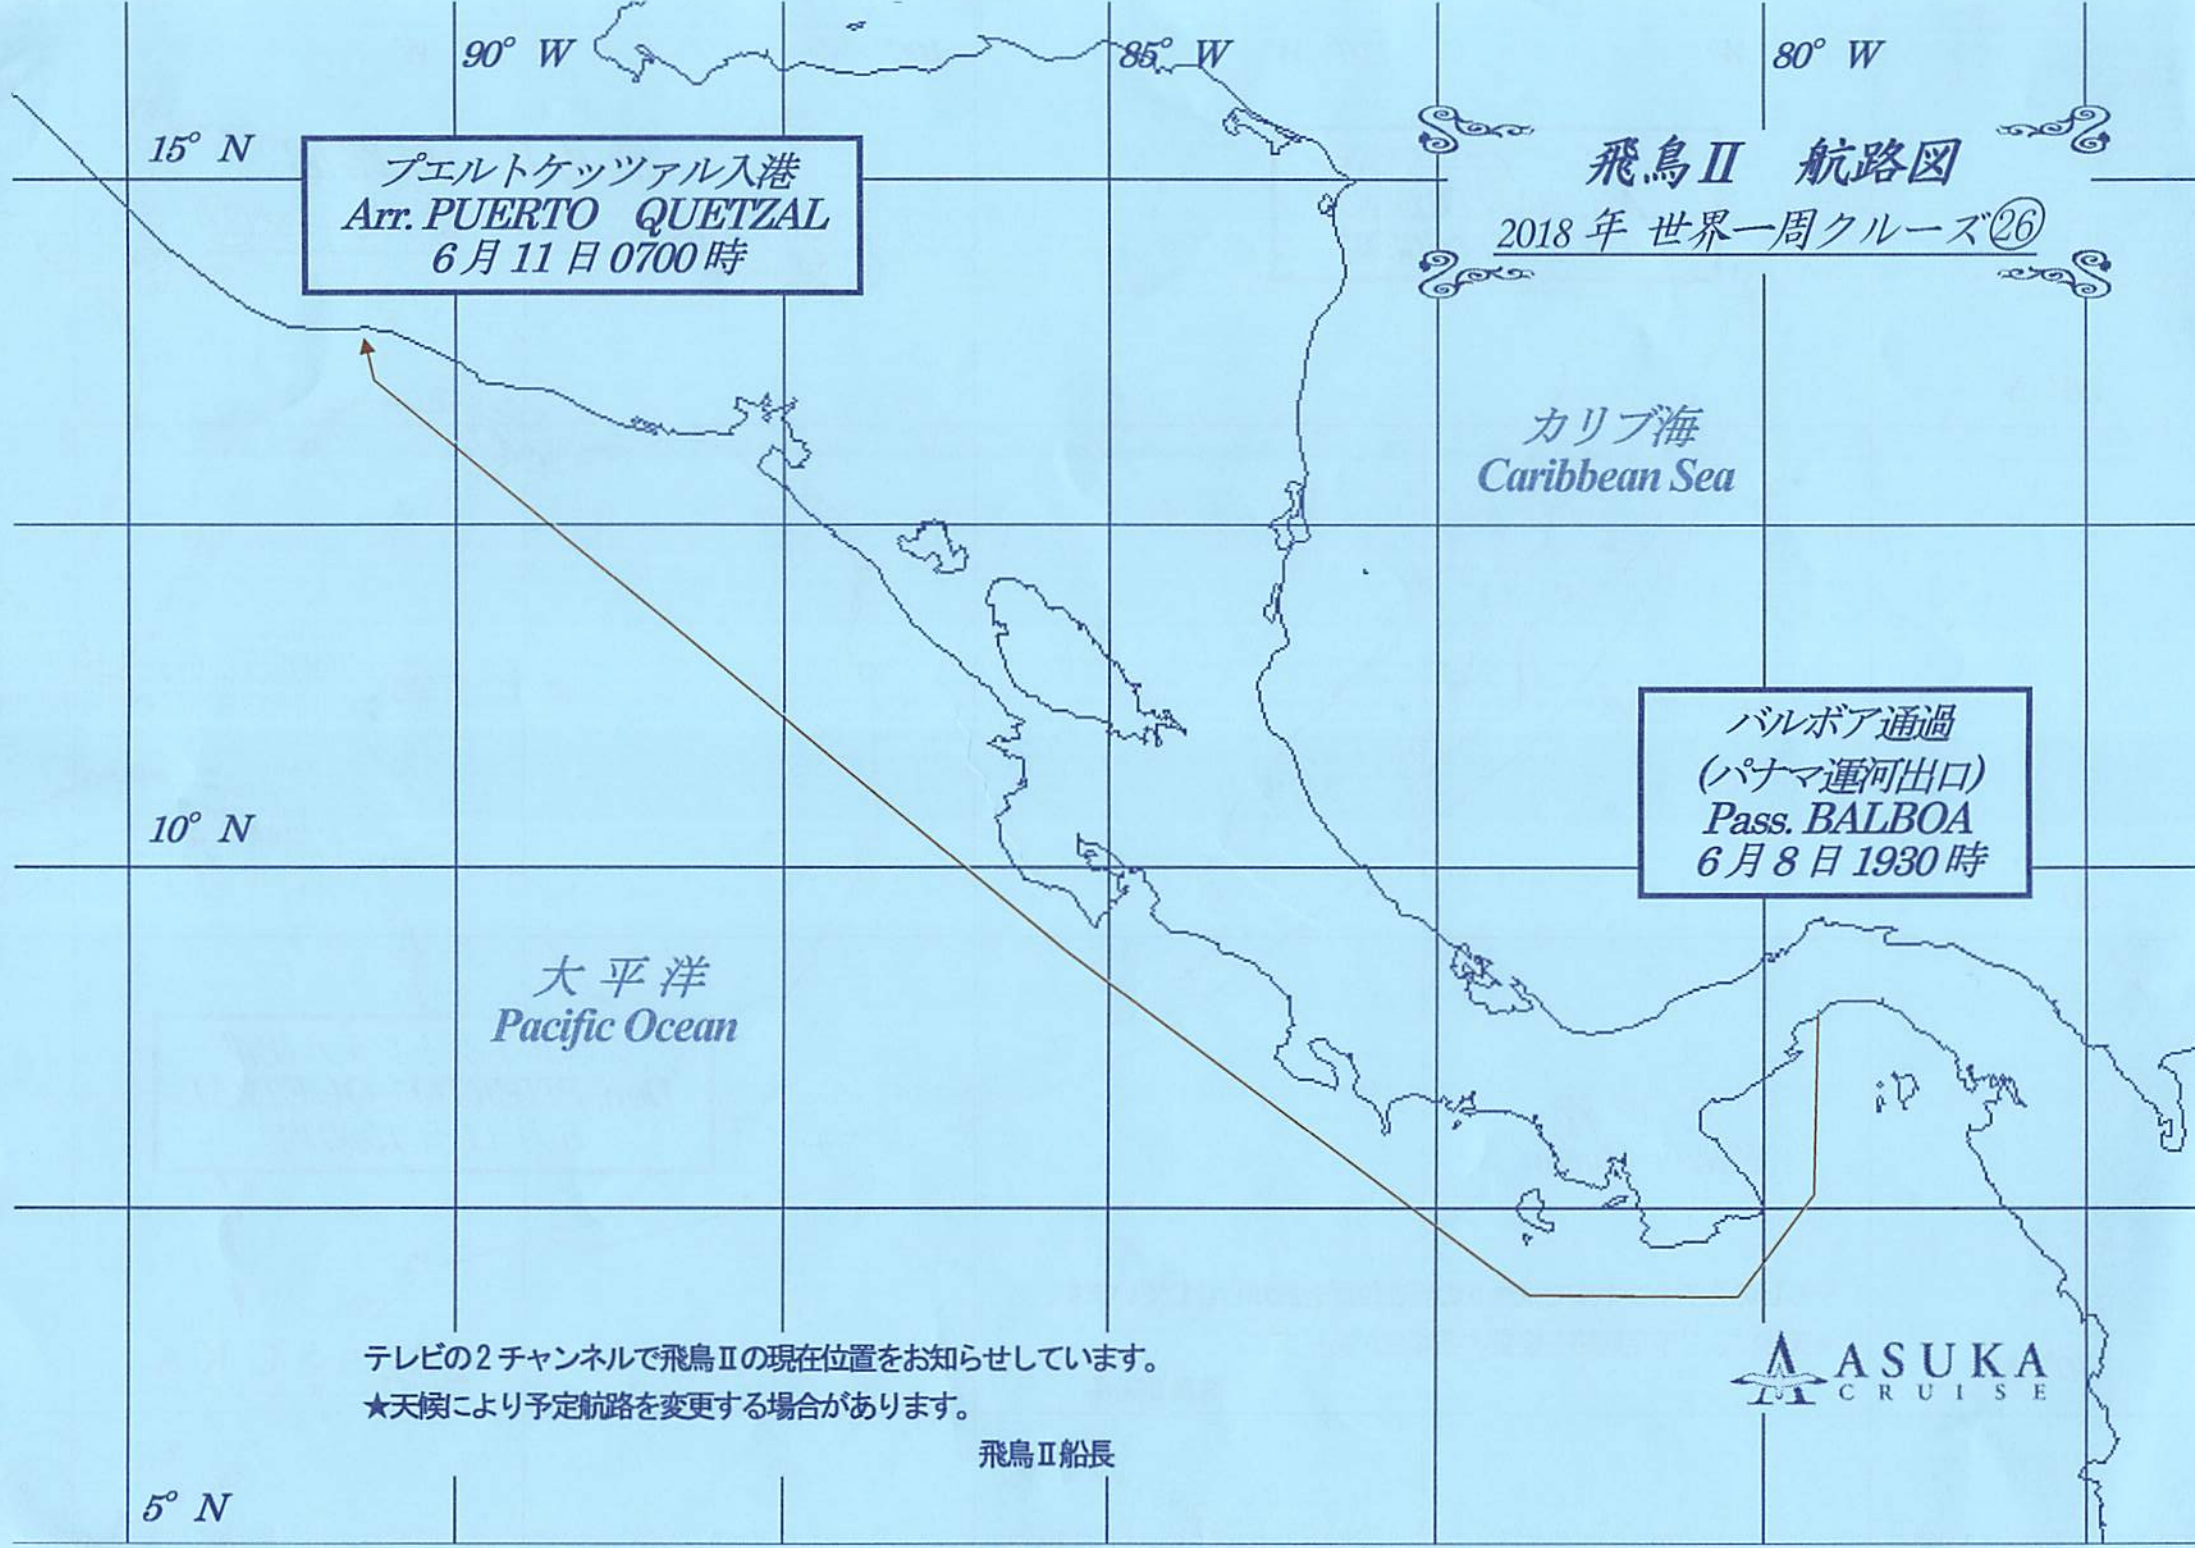 90° W
85° W
80° W
飛鳥Ⅱ 航路図
2018年 世界一周クルーズ㉖
15° N
プエルトケッツァル入港
Arr. PUERTO QUETZAL
6月11日0700時
カリブ海
Caribbean Sea
バルボア通過
(パナマ運河出口)
Pass. BALBOA
6月8日1930時
10° N
大平洋
Pacific Ocean
テレビの2チャンネルで飛鳥Ⅱの現在位置をお知らせしています。
★天候により予定航路を変更する場合があります。
飛鳥Ⅱ船長
ASUKA
CRUISE
5° N